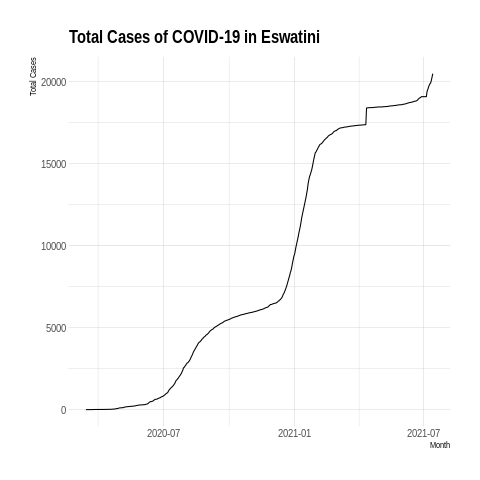 Total Cases of COVID-19 in Eswatini
Total Cases
20000
15000
10000
5000
0
2020-07
2021-01
2021-07
Month